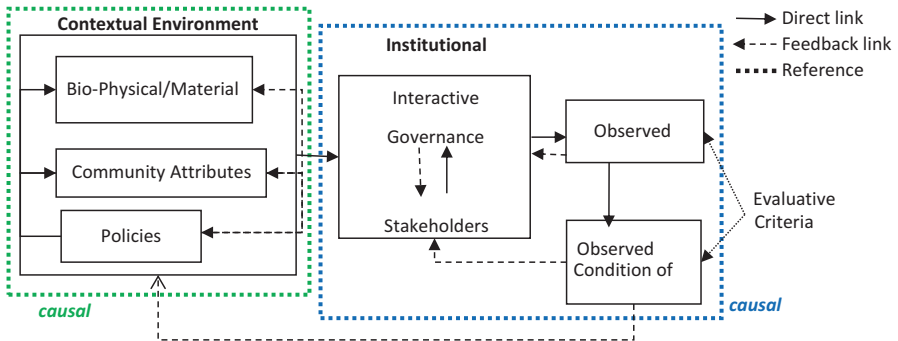 Contextual Environment
Bio-Physical/Material
Community Attributes
Policies
causal
Institutional
Interactive
Governance
Stakeholders
Observed
Observed
Condition of
causal
Direct link
Feedback link
Reference
Evaluative
Criteria